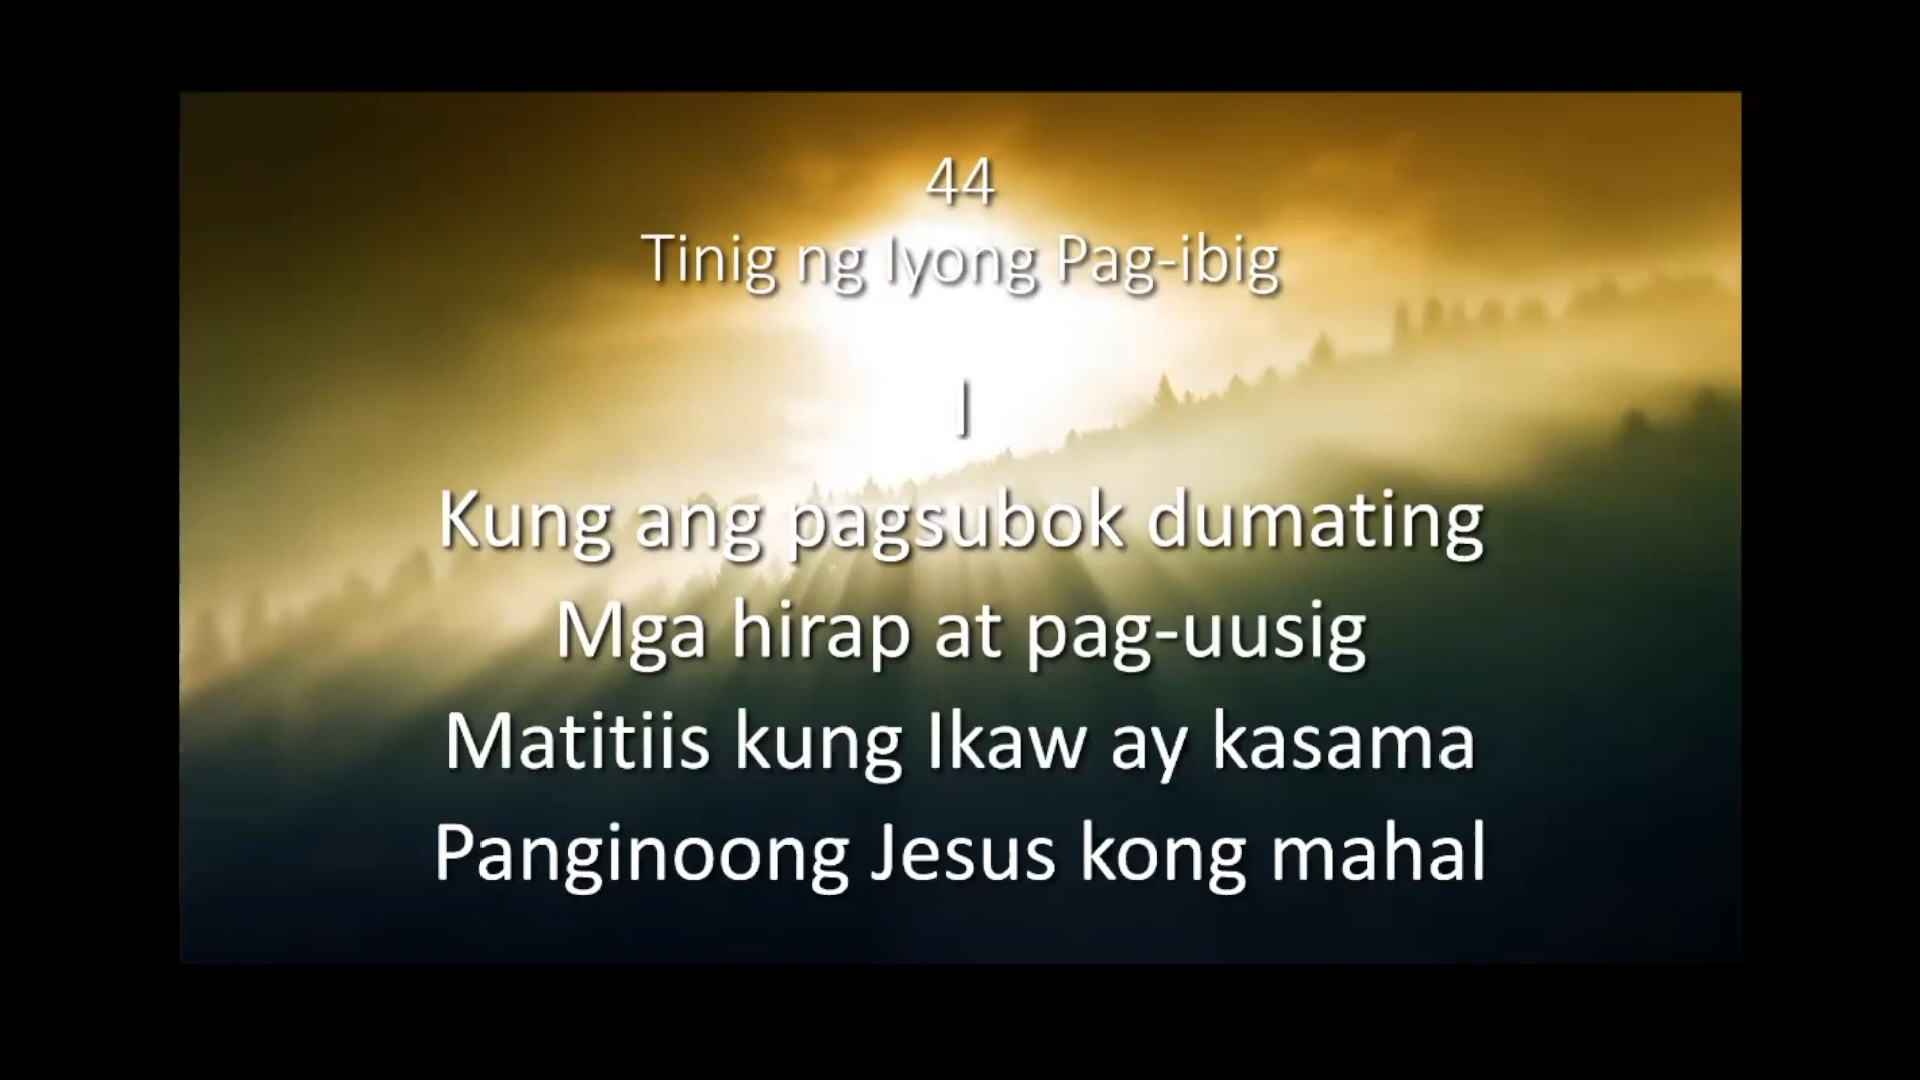 44
Tinig ng Iyong Pag-ibig
I
Kung ang pagsubok dumating
Mga hirap at pag-uusig
Matitiis kung Ikaw ay kasama
Panginoong Jesus kong mahal